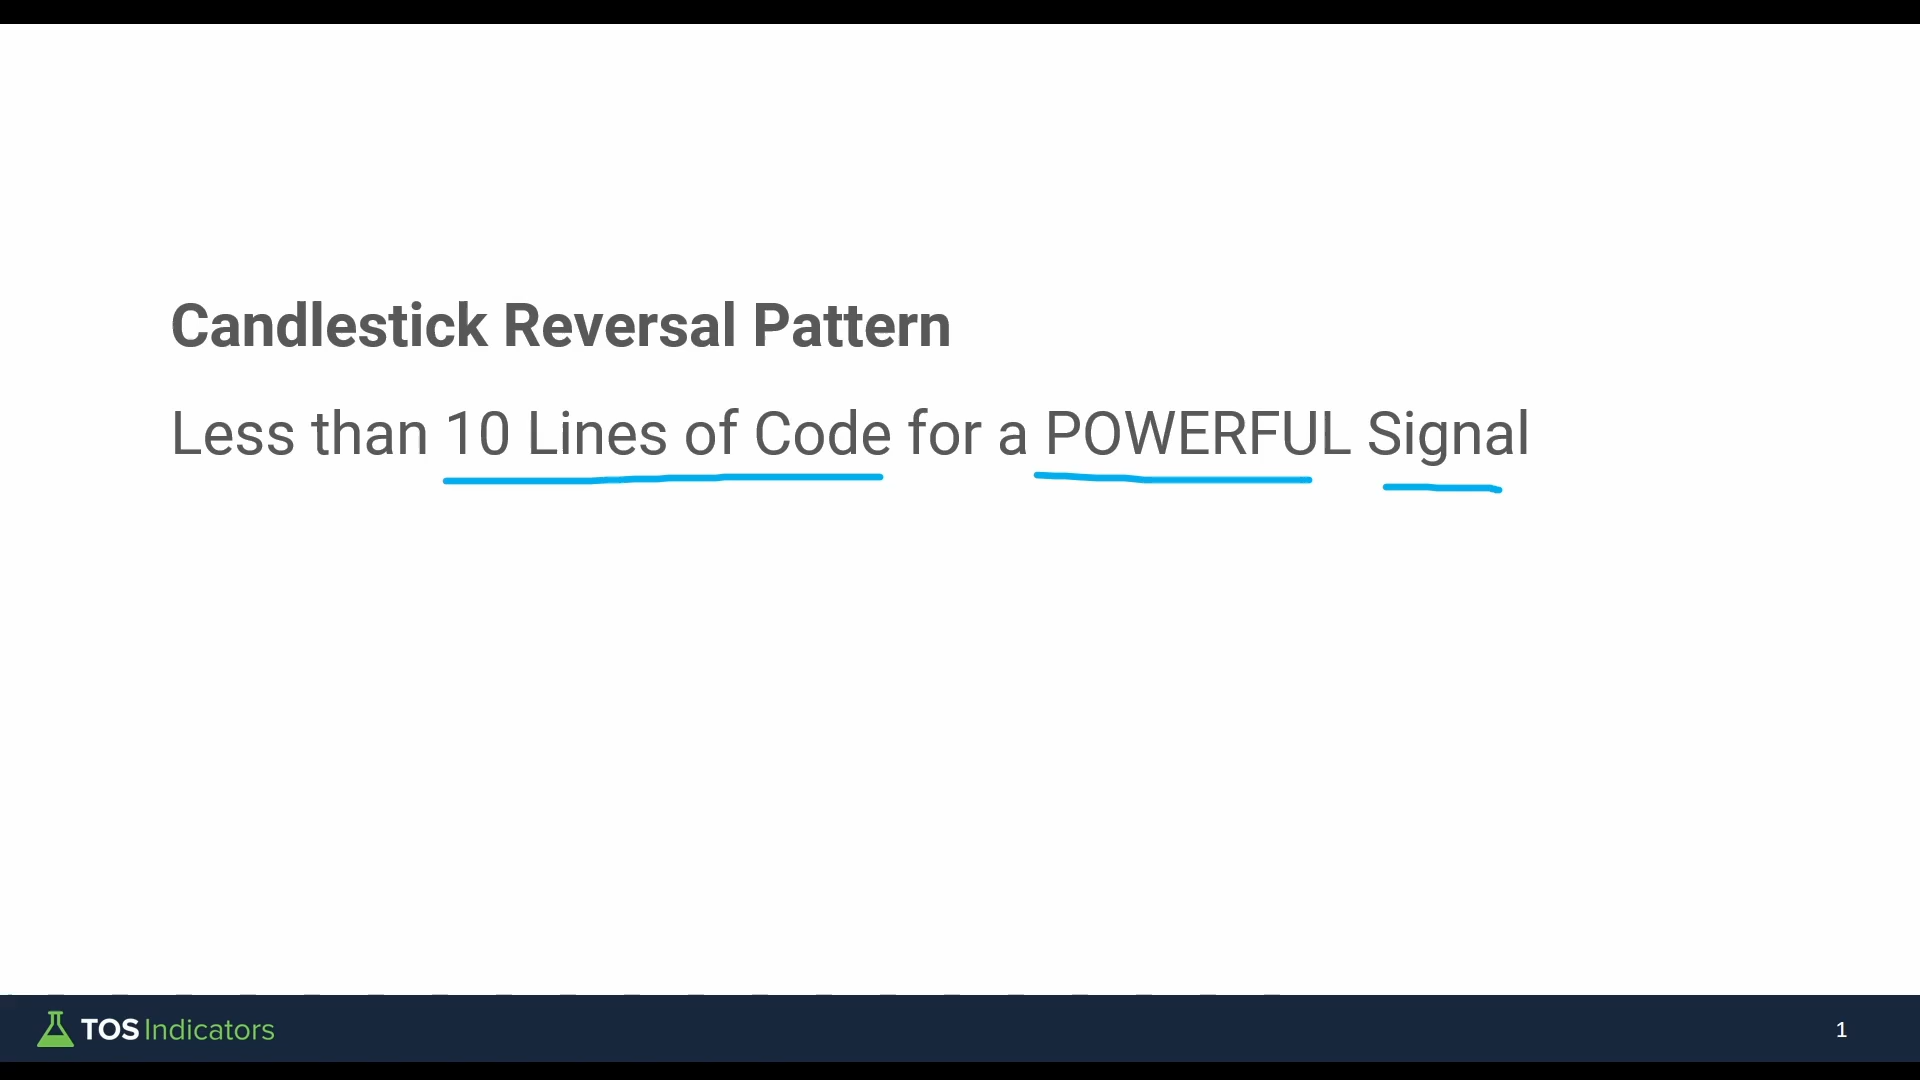 Candlestick Reversal Pattern
Less than 10 Lines of Code for a POWERFUL Signal
TOS Indicators
1